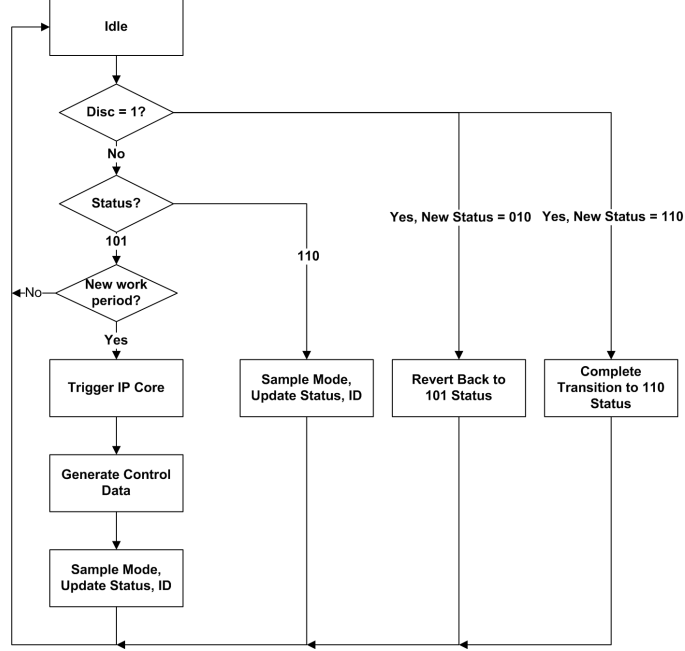 Idle
Disc = 1?
No
Status?
Yes, New Status = 010
Yes, New Status = 110
101
110
New work
period?
No
Yes
Trigger IP Core
Sample Mode,
Update Status, ID
Revert Back to
101 Status
Complete
Transition to 110
Status
Generate Control
Data
Sample Mode,
Update Status, ID